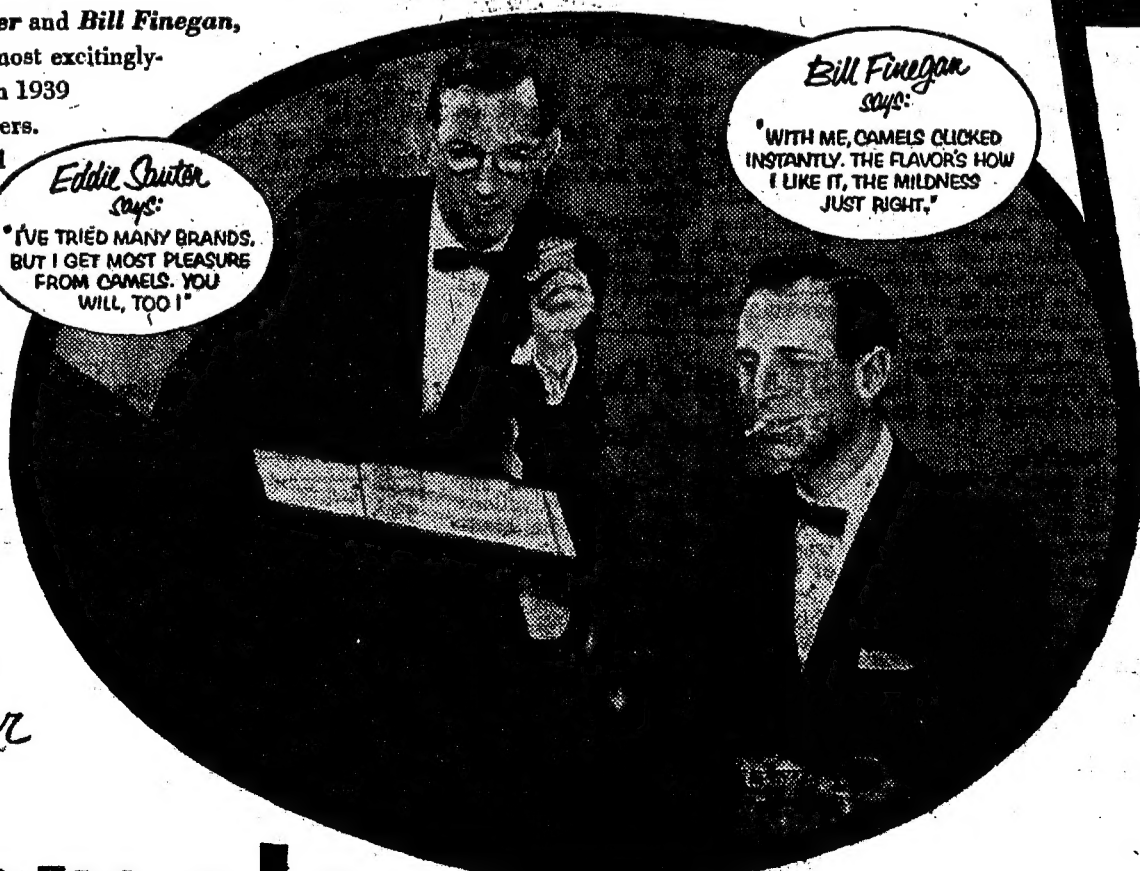 er and Bill Finegan,
most excitingly-
n 1939
ers.
Eddie Sauter
says:
"I'VE TRIED MANY BRANDS,
BUT I GET MOST PLEASURE
FROM CAMELS. YOU
WILL, TOO!"
Bill Finegan
says:
"WITH ME, CAMELS CLICKED
INSTANTLY. THE FLAVOR'S HOW
I LIKE IT, THE MILDNESS
JUST RIGHT."
r